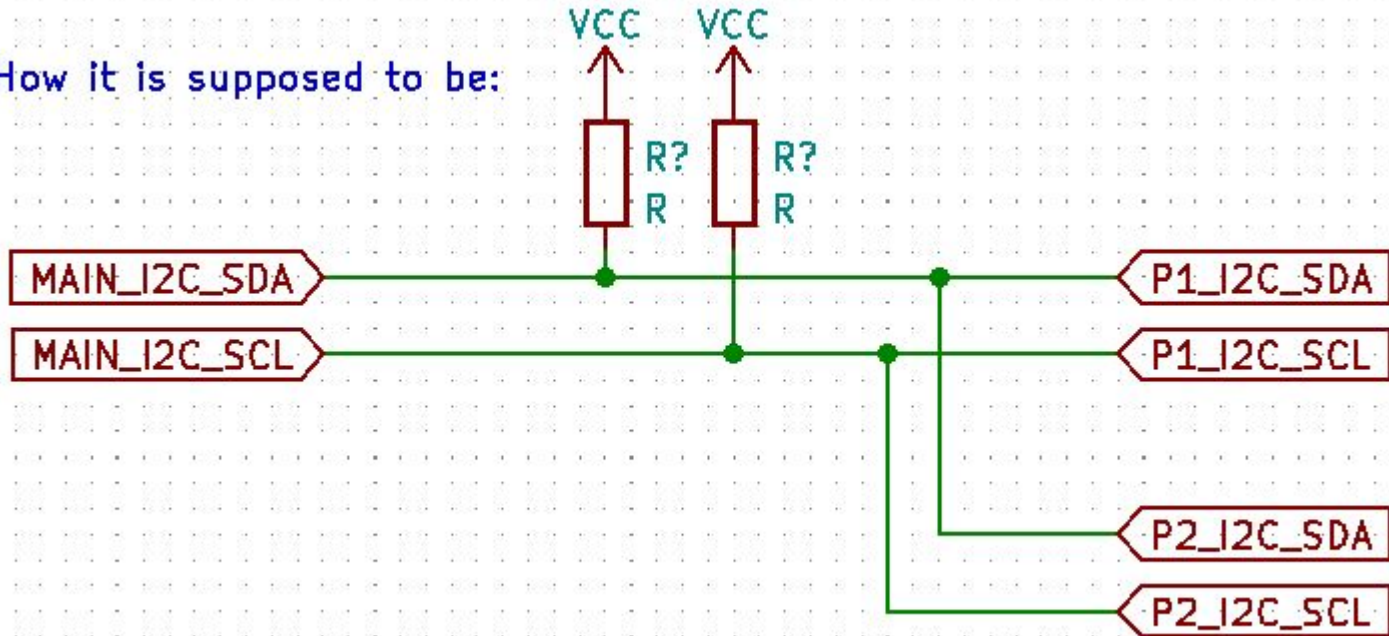 VCC VCC
How it is supposed to be:
R? R?
R R
MAIN_I2C_SDA P1_I2C_SDA
MAIN_I2C_SCL P1_I2C_SCL
P2_I2C_SDA
P2_I2C_SCL